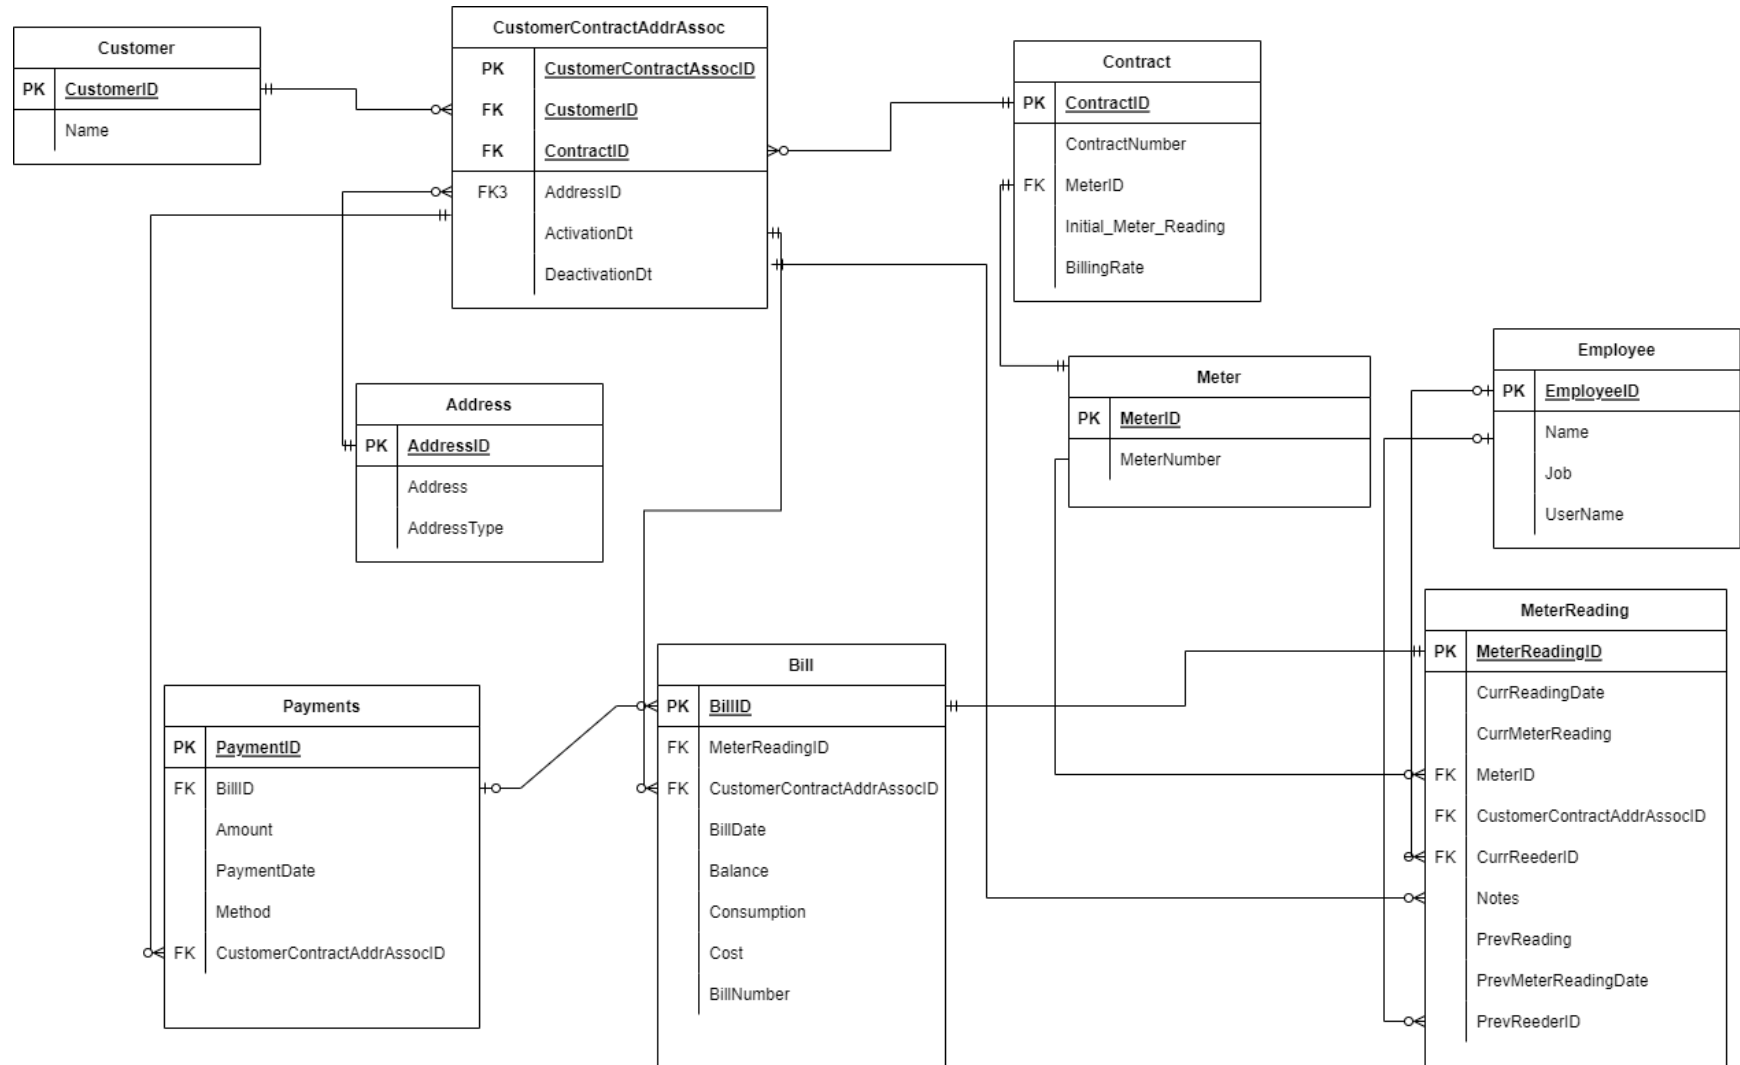 Customer
PK CustomerID
Name
CustomerContractAddrAssoc
PK CustomerContractAssocID
FK CustomerID
FK ContractID
FK3 AddressID
ActivationDt
DeactivationDt
Contract
PK ContractID
ContractNumber
FK MeterID
Initial_Meter_Reading
BillingRate
Address
PK AddressID
Address
AddressType
Meter
PK MeterID
MeterNumber
Employee
PK EmployeeID
Name
Job
UserName
Payments
PK PaymentID
FK BillID
Amount
PaymentDate
Method
FK CustomerContractAddrAssocID
Bill
PK BillID
FK MeterReadingID
FK CustomerContractAddrAssocID
BillDate
Balance
Consumption
Cost
BillNumber
MeterReading
PK MeterReadingID
CurrReadingDate
CurrMeterReading
FK MeterID
FK CustomerContractAddrAssocID
FK CurrReederID
Notes
PrevReading
PrevMeterReadingDate
PrevReederID